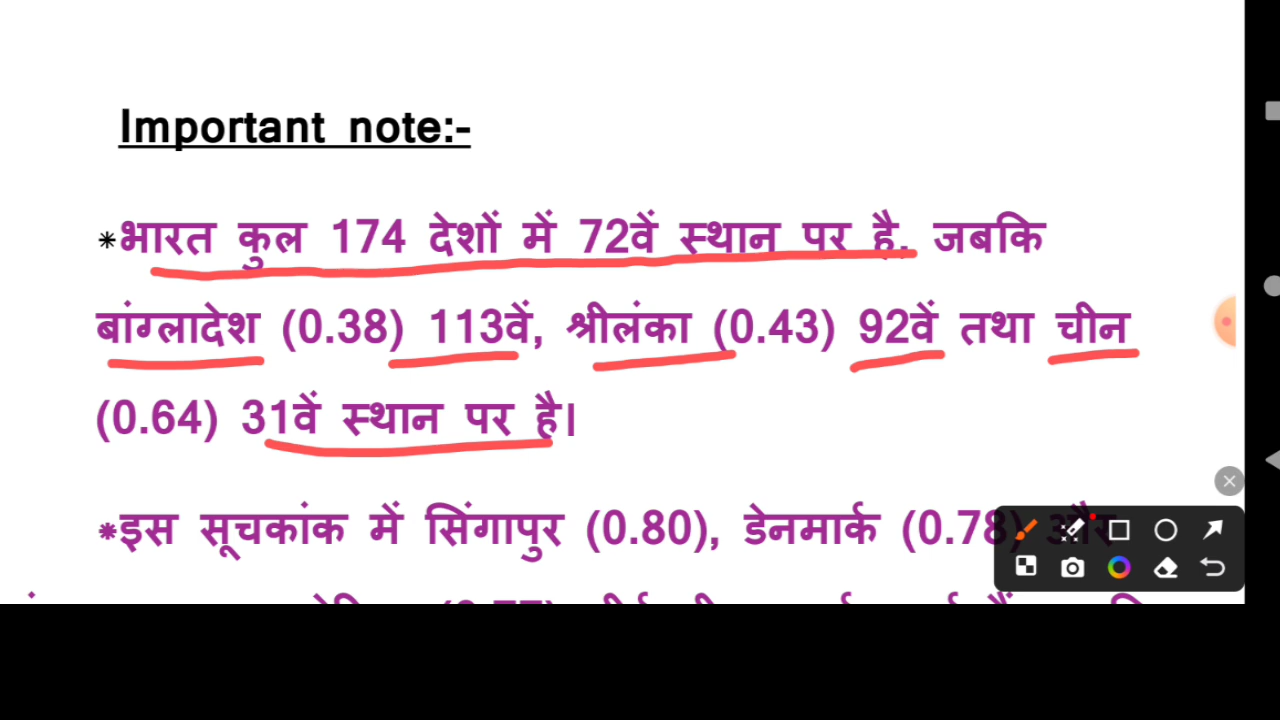 Important note:-
*भारत कुल 174 देशों में 72वें स्थान पर है, जबकि
बांग्लादेश (0.38) 113वें, श्रीलंका (0.43) 92वें तथा चीन
(0.64) 31वें स्थान पर है।
*इस सूचकांक में सिंगापुर (0.80), डेनमार्क (0.78) और